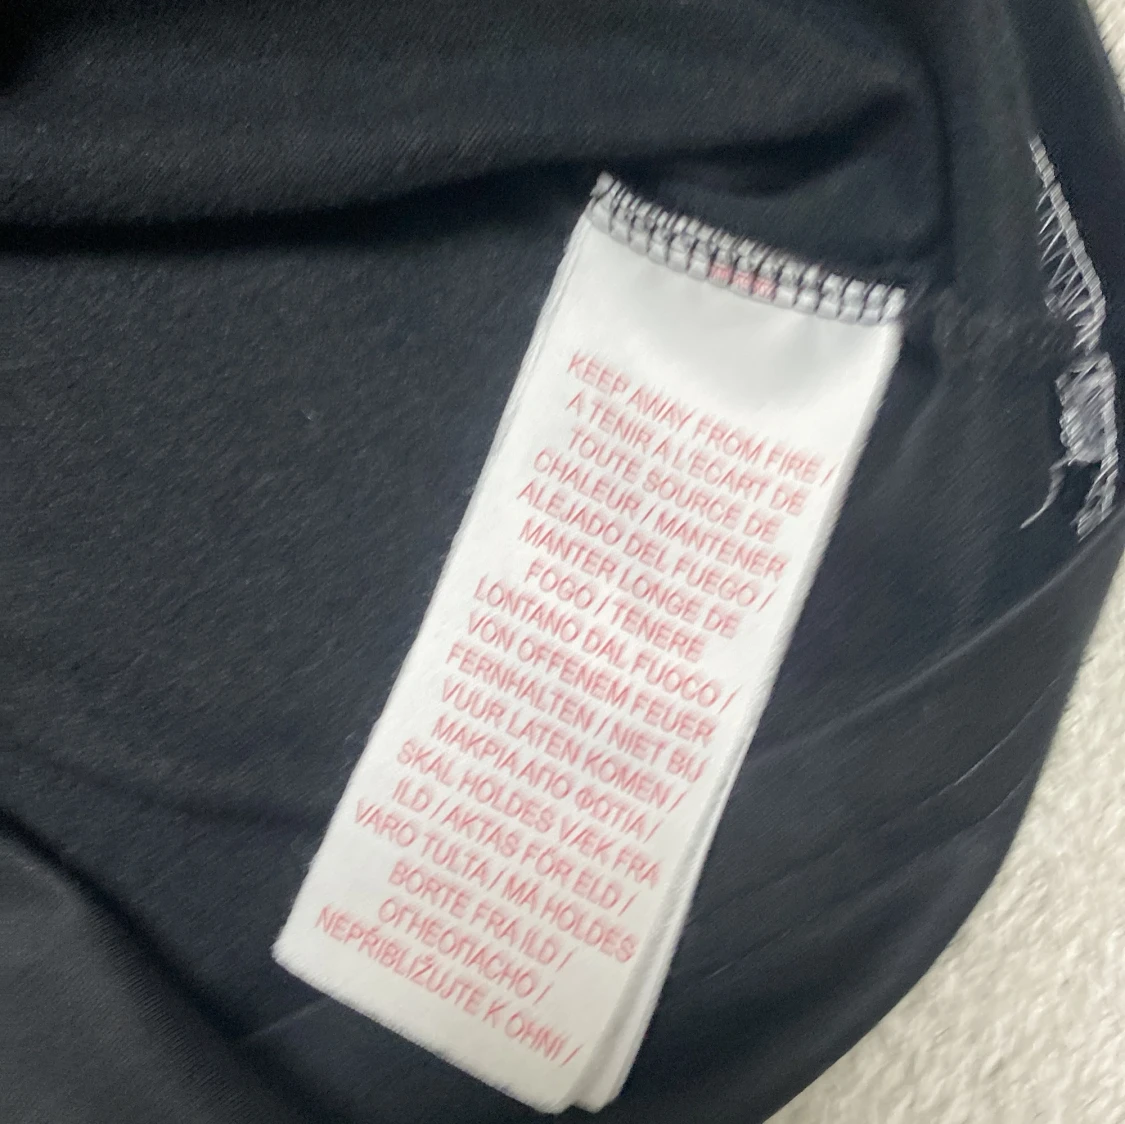 KEEP AWAY FROM FIRE /
A TENIR A L'ECART DE
TOUTE SOURCE DE
CHALEUR / MANTENER
ALEJADO DEL FUEGO /
MANTER LONGE DE
FOGO / TENERE
LONTANO DAL FUOCO /
VON OFFENEM FEUER
FERNHALTEN / NIET BIJ
VUUR LATEN KOMEN /
ΜΑΚΡΙΑ ΑΠΟ ΦΩΤΙΑ /
SKAL HOLDES VÆK FRA
ILD / AKTAS FÖR ELD /
VARO TULTA / MÅ HOLDES
BORTE FRA ILD /
ОГНЕОПАСНО /
NEPŘIBLIŽUJTE K OHNI /